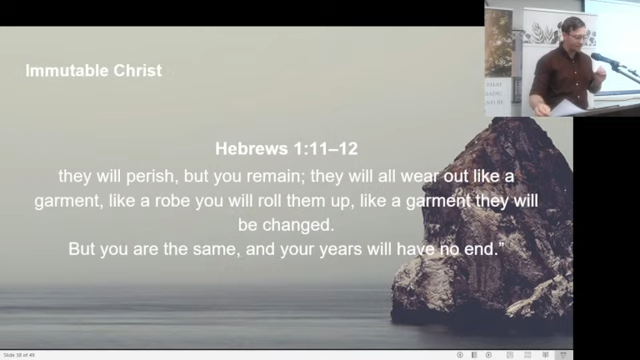 Immutable Christ
Hebrews 1:11–12
they will perish, but you remain; they will all wear out like a
garment, like a robe you will roll them up, like a garment they will
be changed.
But you are the same, and your years will have no end.”